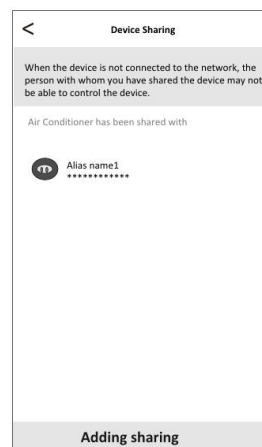 <
Device Sharing
When the device is not connected to the network, the
person with whom you have shared the device may not
be able to control the device.
Air Conditioner has been shared with
Alias name1
************
Adding sharing